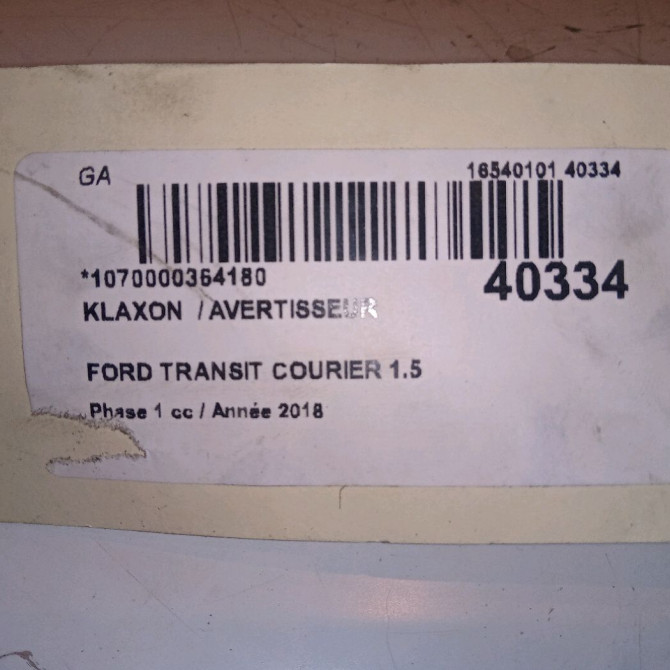 GA 16540101 40334
*1070000364180 40334
KLAXON / AVERTISSEUR
FORD TRANSIT COURIER 1.5
Phase 1 cc / Année 2018